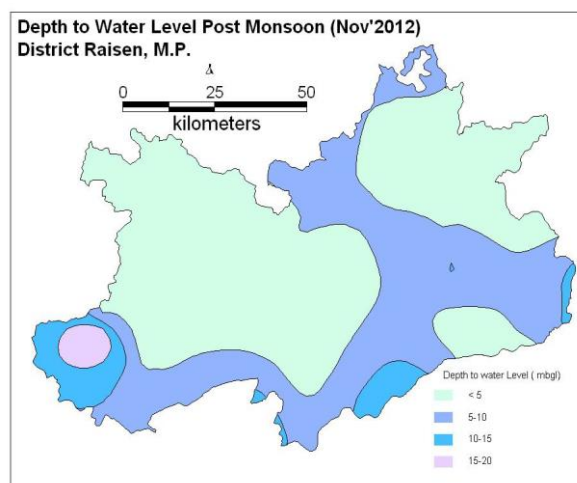 Depth to Water Level Post Monsoon (Nov'2012)
District Raisen, M.P.
0 25 50
kilometers
Depth to water Level ( mbgl)
< 5
5-10
10-15
15-20